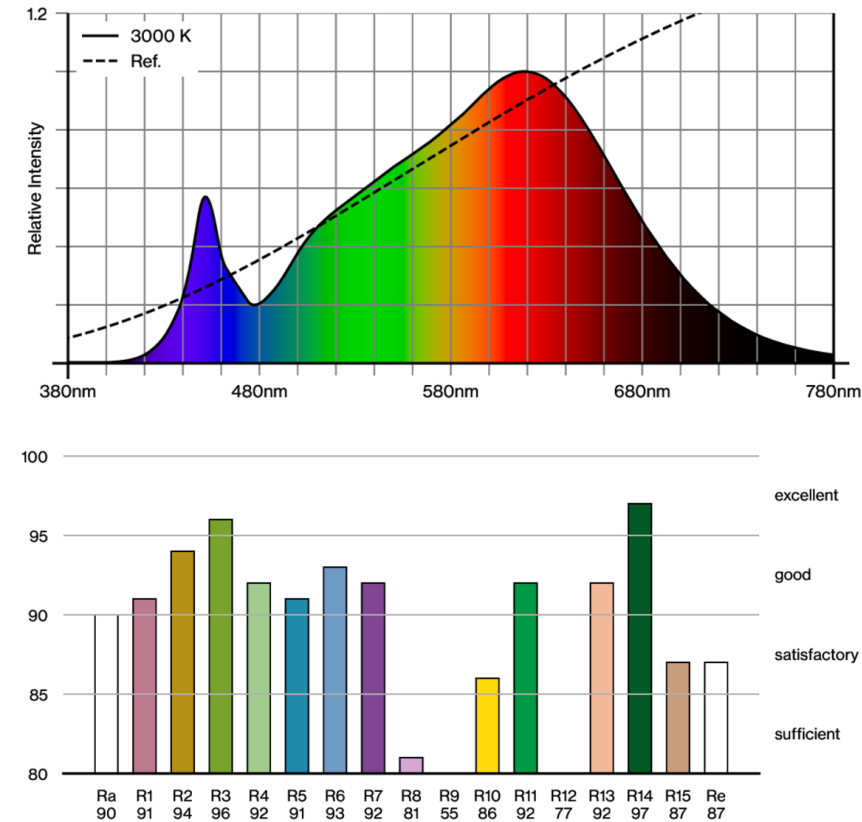 1.2
3000 K
Ref.
Relative Intensity
380nm 480nm 580nm 680nm 780nm
100
excellent
95
good
90
satisfactory
85
sufficient
80
Ra R1 R2 R3 R4 R5 R6 R7 R8 R9 R10 R11 R12 R13 R14 R15 Re
90 91 94 96 92 91 93 92 81 55 86 92 77 92 97 87 87